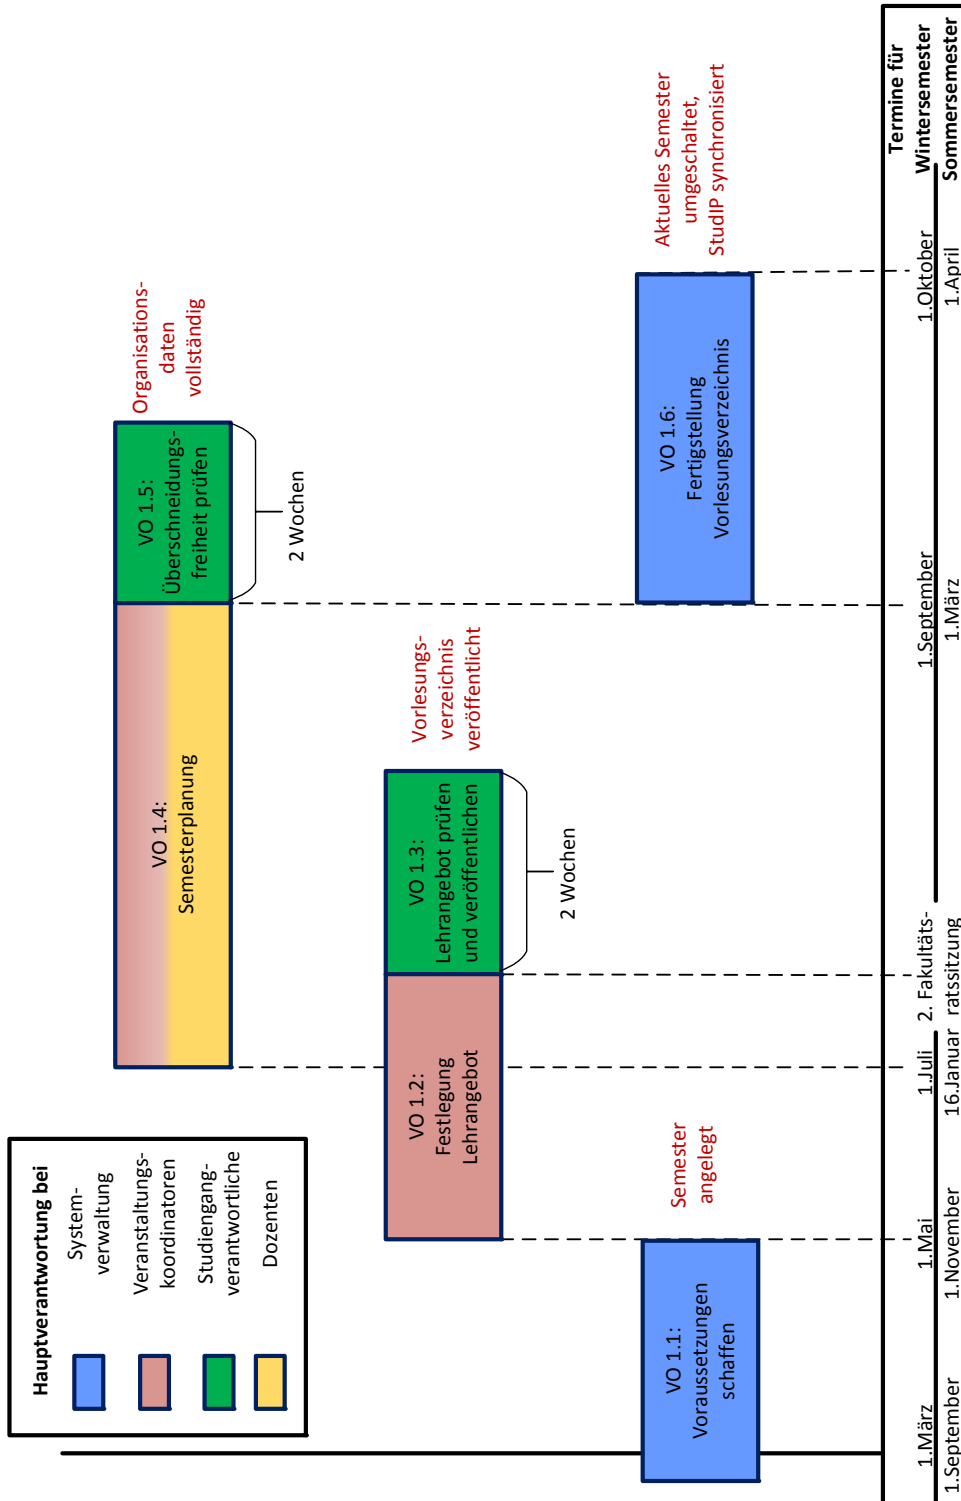 Hauptverantwortung bei
System-
verwaltung
Veranstaltungs-
koordinatoren
Studiengang-
verantwortliche
Dozenten
VO 1.4:
Semesterplanung
VO 1.5:
Überschneidungs-
freiheit prüfen
Organisations-
daten
vollständig
2 Wochen
VO 1.2:
Festlegung
Lehrangebot
VO 1.3:
Lehrangebot prüfen
und veröffentlichen
Vorlesungs-
verzeichnis
veröffentlicht
2 Wochen
VO 1.1:
Voraussetzungen
schaffen
Semester
angelegt
VO 1.6:
Fertigstellung
Vorlesungsverzeichnis
Aktuelles Semester
umgeschaltet,
StudIP synchronisiert
Termine für
1.März 1.Mai 1.Juli 2. Fakultäts- 1.September 1.Oktober Wintersemester
1.September 1.November 16.Januar ratssitzung 1.März 1.April Sommersemester